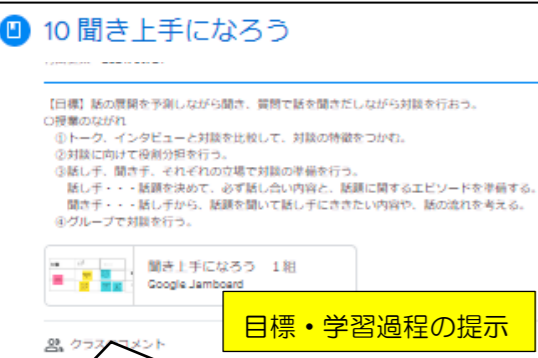 10 聞き上手になろう
【目標】話の展開を予測しながら聞き、質問で話を聞きだしながら対談を行おう。
〇授業のながれ
①トーク、インタビューと対談を比較して、対談の特徴をつかむ。
②対談に向けて役割分担を行う。
③話し手、聞き手、それぞれの立場で対談の準備を行う。
話し手・・・話題を決めて、必ず話し合い内容と、話題に関するエピソードを準備する。
聞き手・・・話し手から、話題を聞いて話し手にききたい内容や、話の流れを考える。
④グループで対談を行う。
聞き上手になろう 1組
Google Jamboard
目標・学習過程の提示
クラス コメント